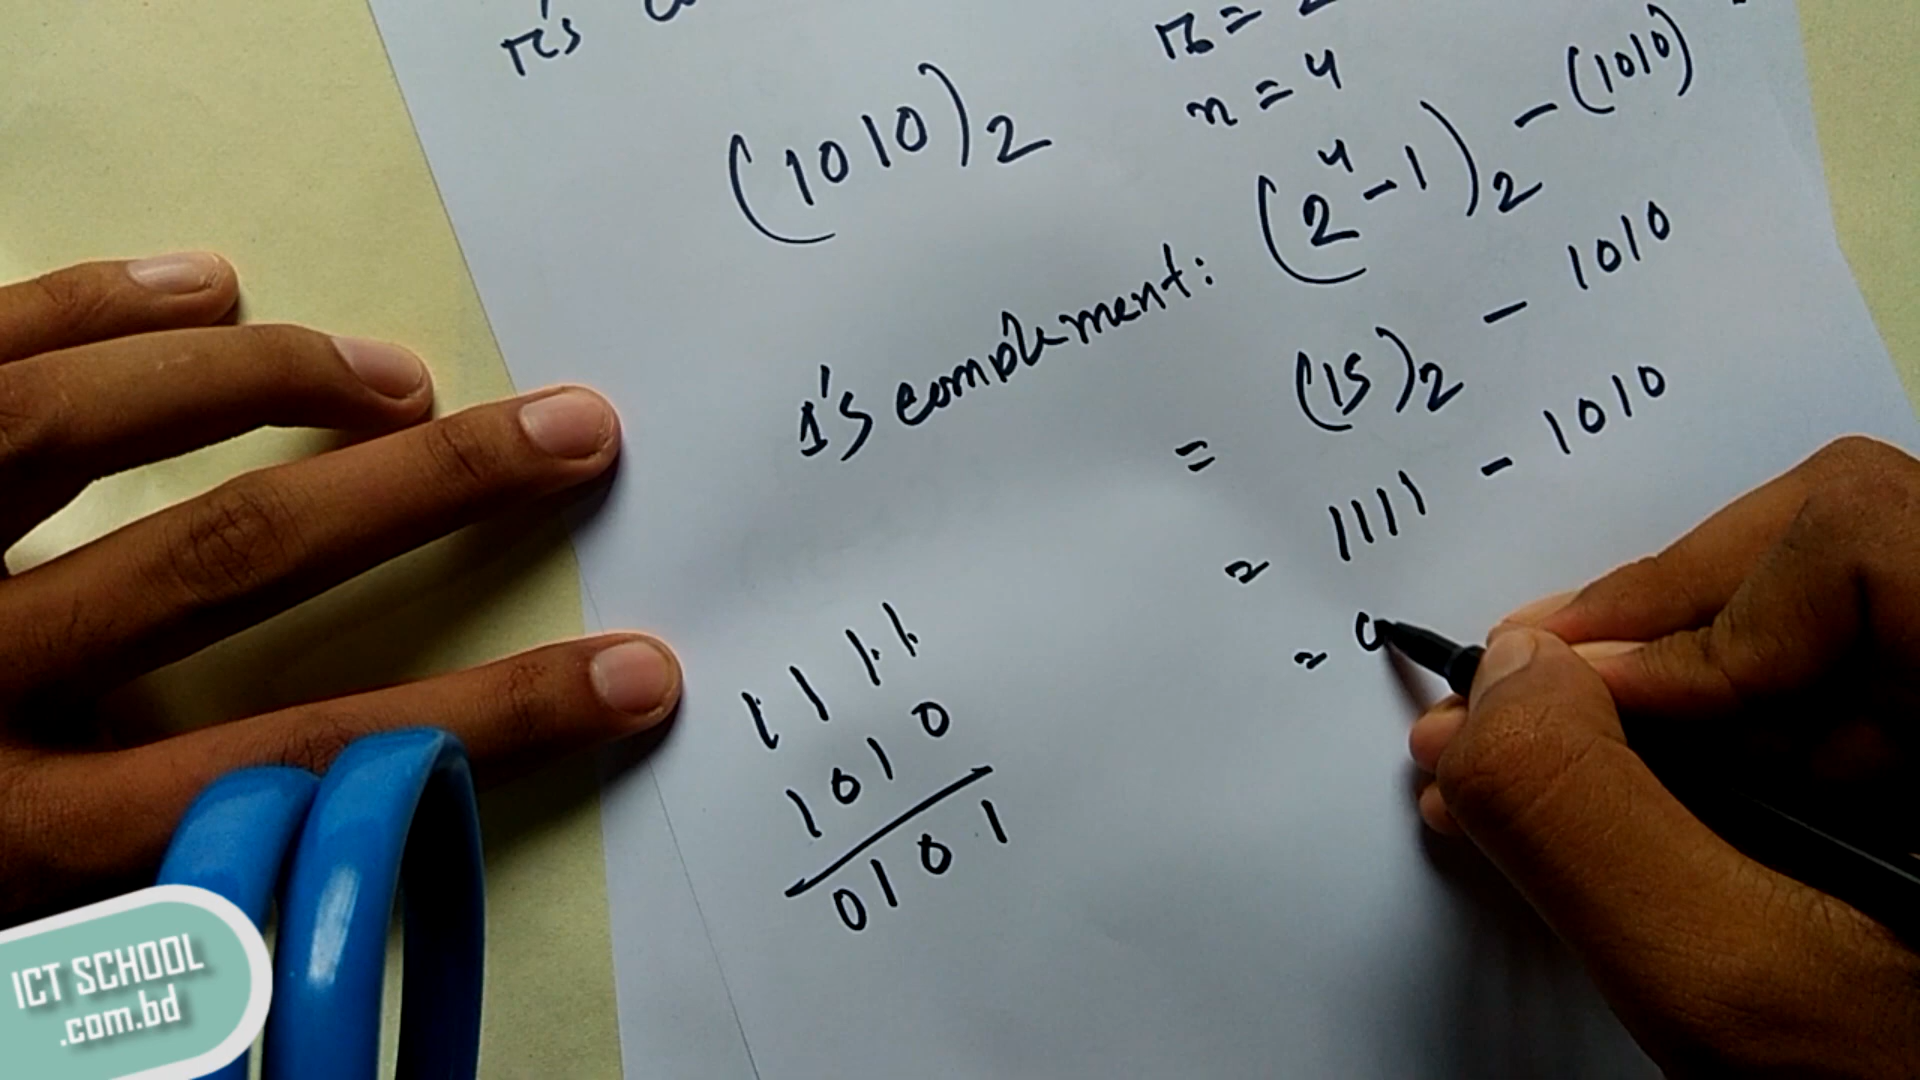 r's
r =
n = 4
(1010)2
1's complement: (2^4 - 1)2 - (1010)
= (15)2 - 1010
= 1111 - 1010
= 0
1111
1010
0101
ICT SCHOOL
.com.bd